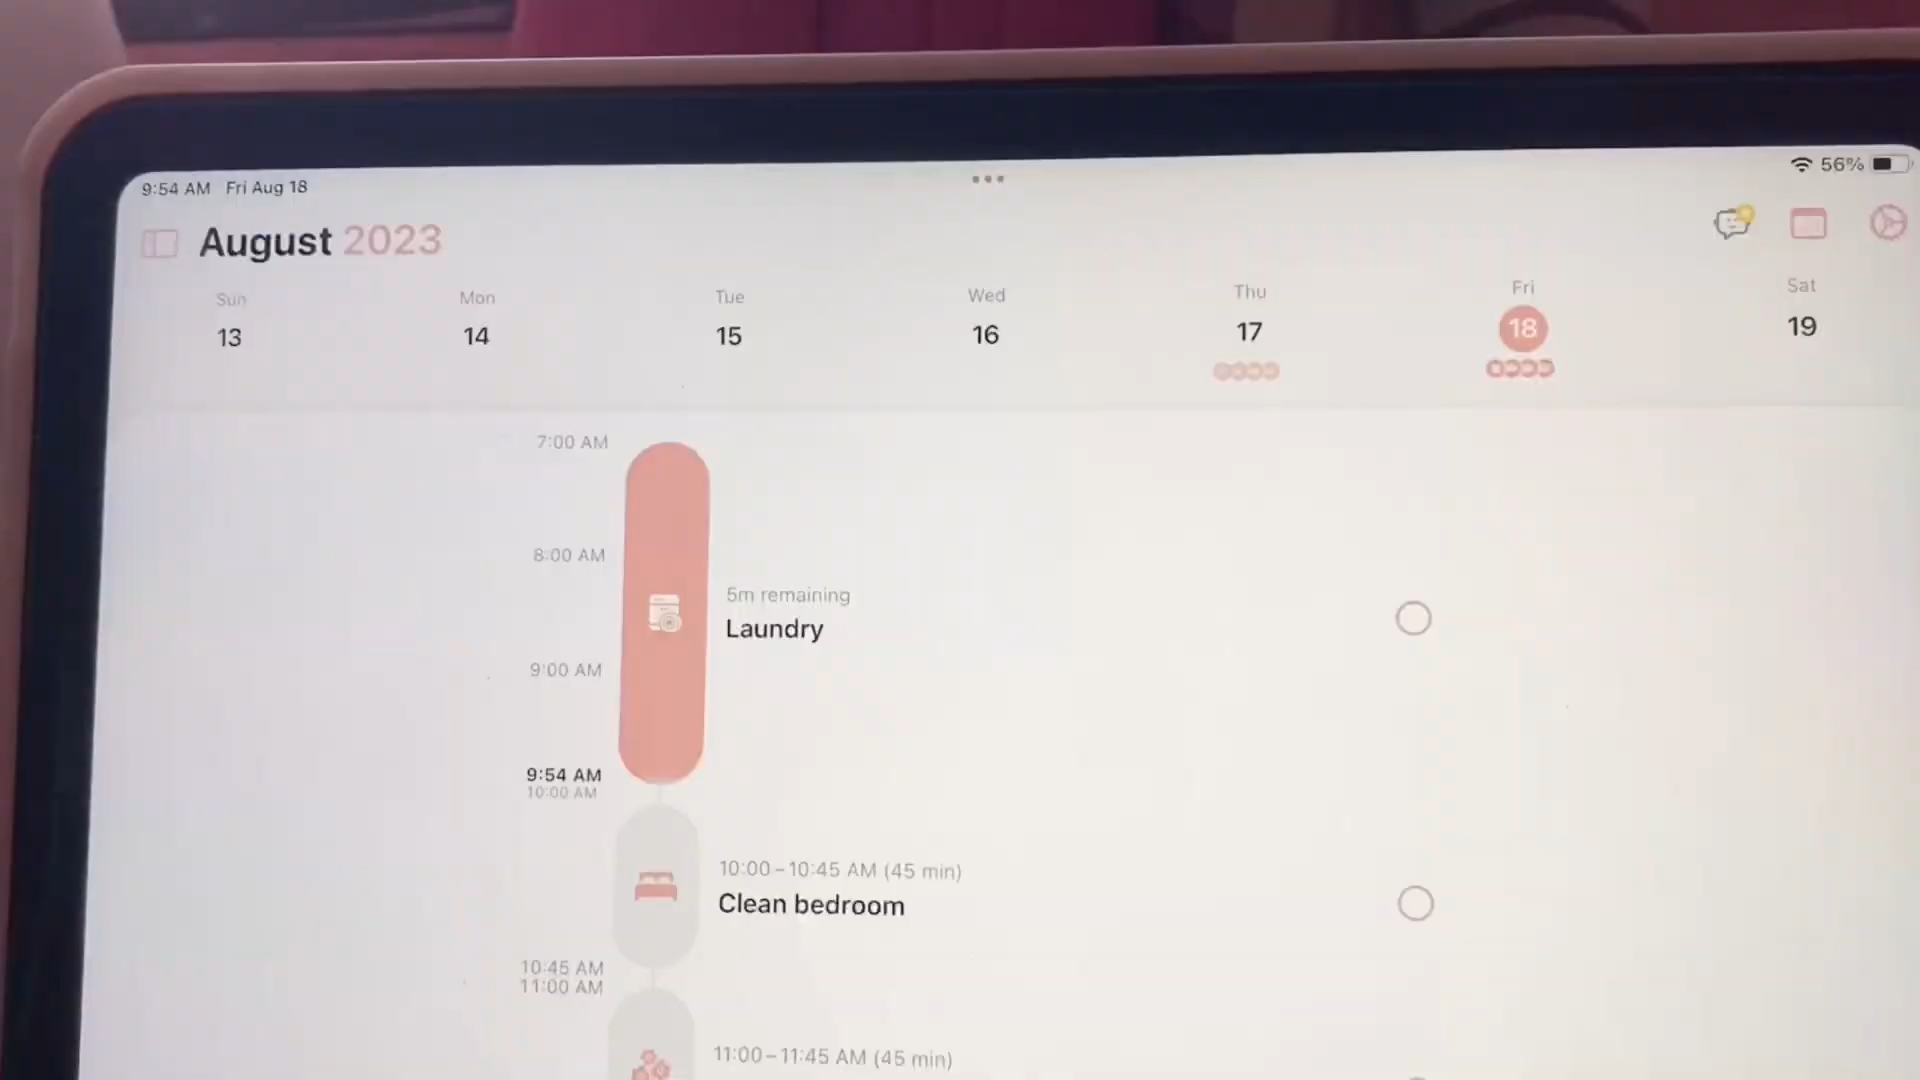 9:54 AM Fri Aug 18
56%
August 2023
Sun Mon Tue Wed Thu Fri Sat
13 14 15 16 17 18 19
7:00 AM
8:00 AM
5m remaining
Laundry
9:00 AM
9:54 AM
10:00 AM
10:00 – 10:45 AM (45 min)
Clean bedroom
10:45 AM
11:00 AM
11:00 – 11:45 AM (45 min)